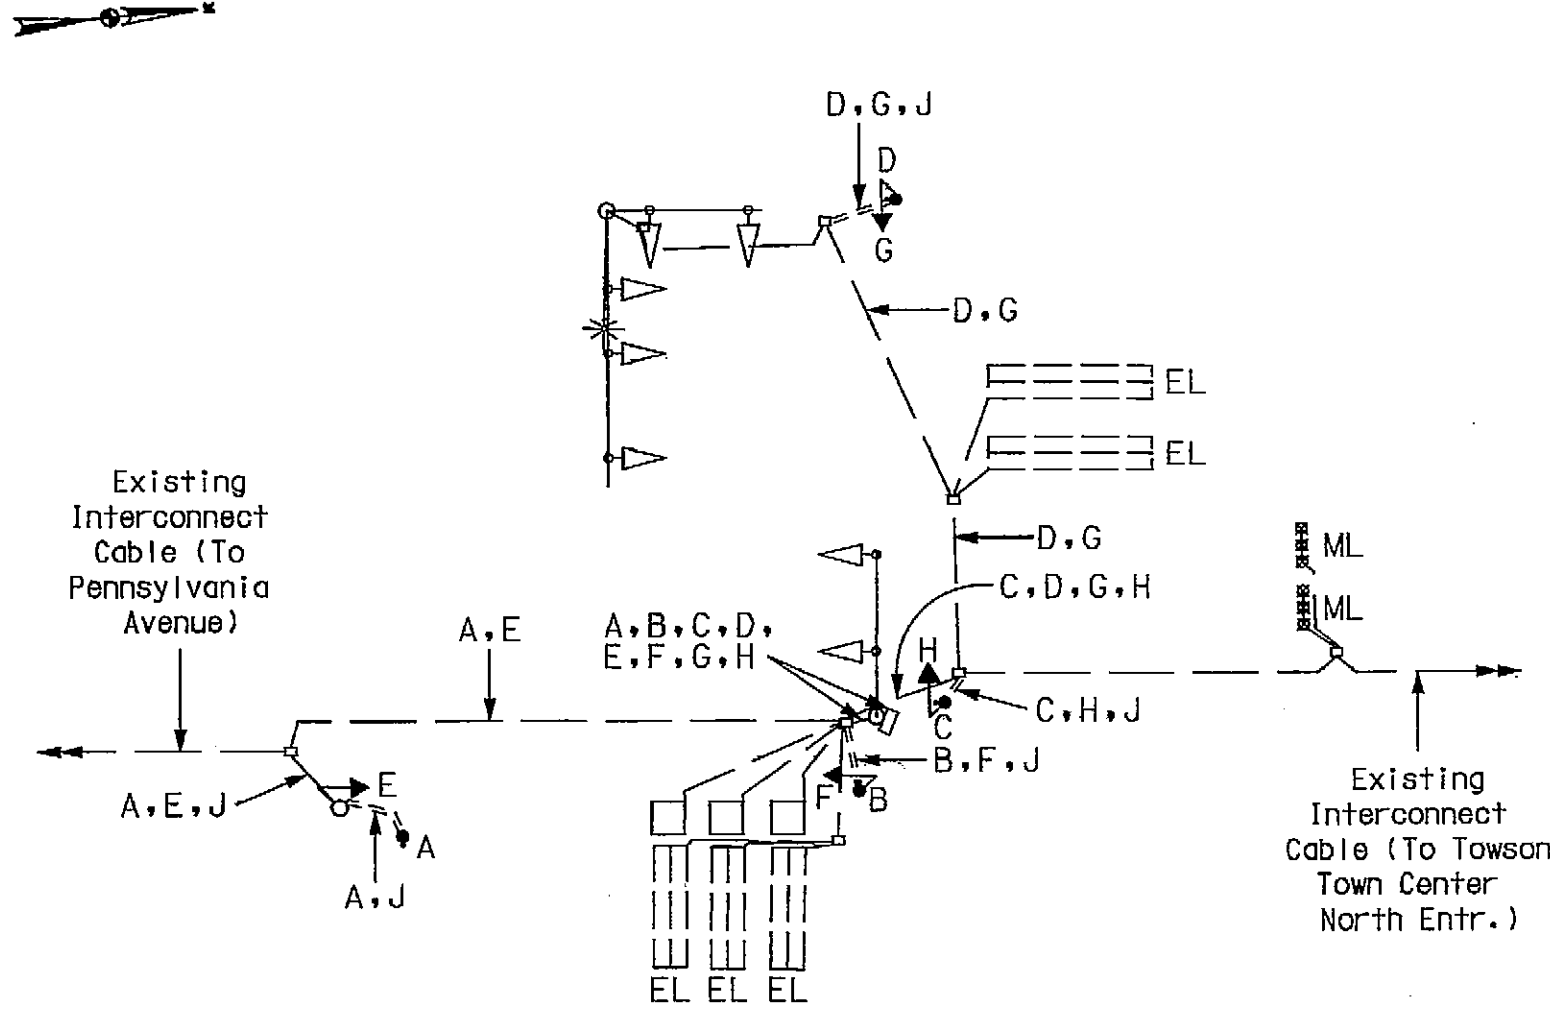 D,G,J
D
G
D,G
EL
EL
Existing
Interconnect
Cable (To
Pennsylvania
Avenue)
D,G
ML
C,D,G,H
ML
A,E
A,B,C,D,
E,F,G,H
H
C,H,J
C
B,F,J
E
F
B
A,E,J
A
A,J
Existing
Interconnect
Cable (To Towson
Town Center
North Entr.)
EL EL EL